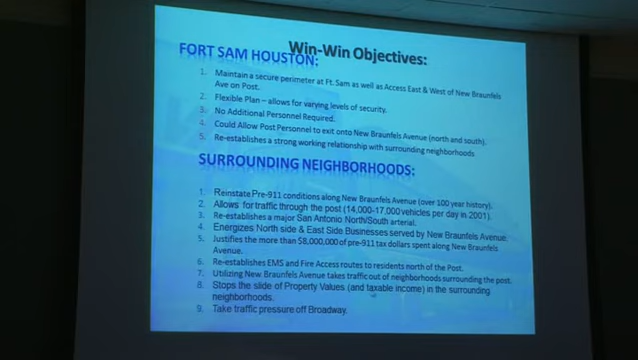 Win-Win Objectives:
FORT SAM HOUSTON:
1. Maintain a secure perimeter at Ft. Sam as well as Access East & West of New Braunfels
Ave on Post.
2. Flexible Plan – allows for varying levels of security.
3. No Additional Personnel Required.
4. Could Allow Post Personnel to exit onto New Braunfels Avenue (north and south).
5. Re-establishes a strong working relationship with surrounding neighborhoods.
SURROUNDING NEIGHBORHOODS:
1. Reinstate Pre-911 conditions along New Braunfels Avenue (over 100 year history).
2. Allows for traffic through the post (14,000-17,000 vehicles per day in 2001).
3. Re-establishes a major San Antonio North/South arterial.
4. Energizes North side & East Side Businesses served by New Braunfels Avenue.
5. Justifies the more than $8,000,000 of pre-911 tax dollars spent along New Braunfels
Avenue.
6. Re-establishes EMS and Fire Access routes to residents north of the Post.
7. Utilizing New Braunfels Avenue takes traffic out of neighborhoods surrounding the post.
8. Stops the slide of Property Values (and taxable income) in the surrounding
neighborhoods.
9. Take traffic pressure off Broadway.